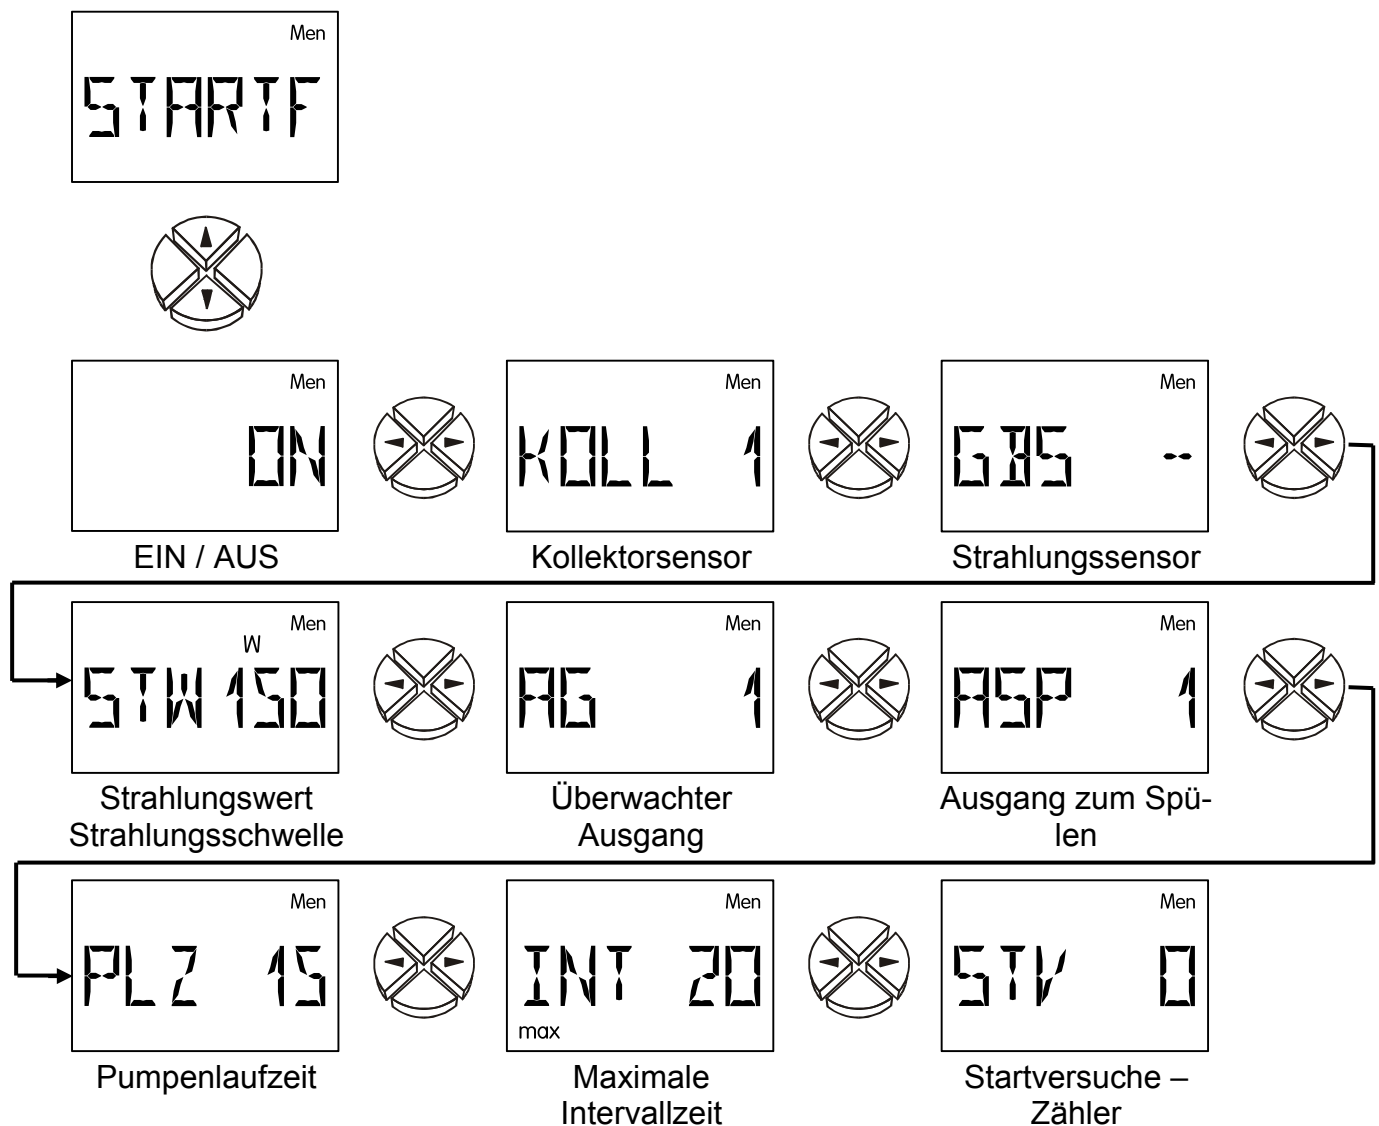 Men
STARTF
Men
ON
EIN / AUS
Men
KOLL 1
Kollektorsensor
Men
GBS --
Strahlungssensor
Men
W
STW 150
Strahlungswert
Strahlungsschwelle
Men
AG 1
Überwachter
Ausgang
Men
ASP 1
Ausgang zum Spü-
len
Men
PLZ 15
Pumpenlaufzeit
Men
INT 20
max
Maximale
Intervallzeit
Men
STV 0
Startversuche –
Zähler